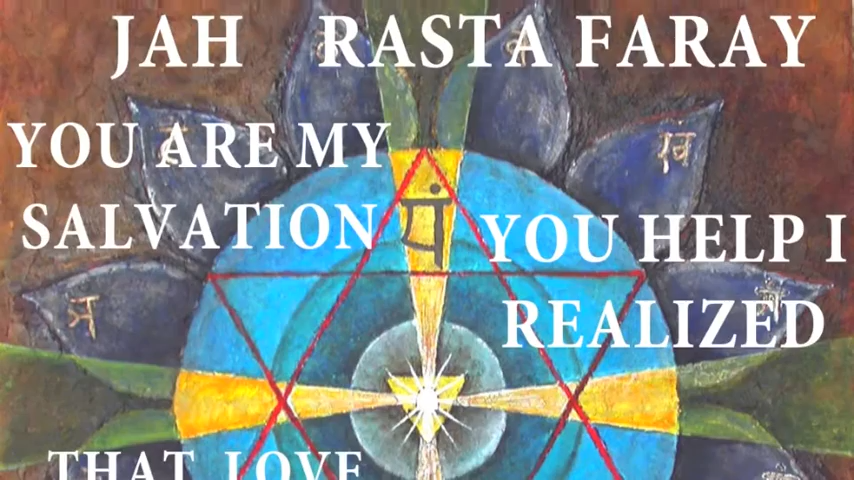 JAH RASTA FARAY
YOU ARE MY
SALVATION
YOU HELP I
REALIZED
THAT LOVE
यं